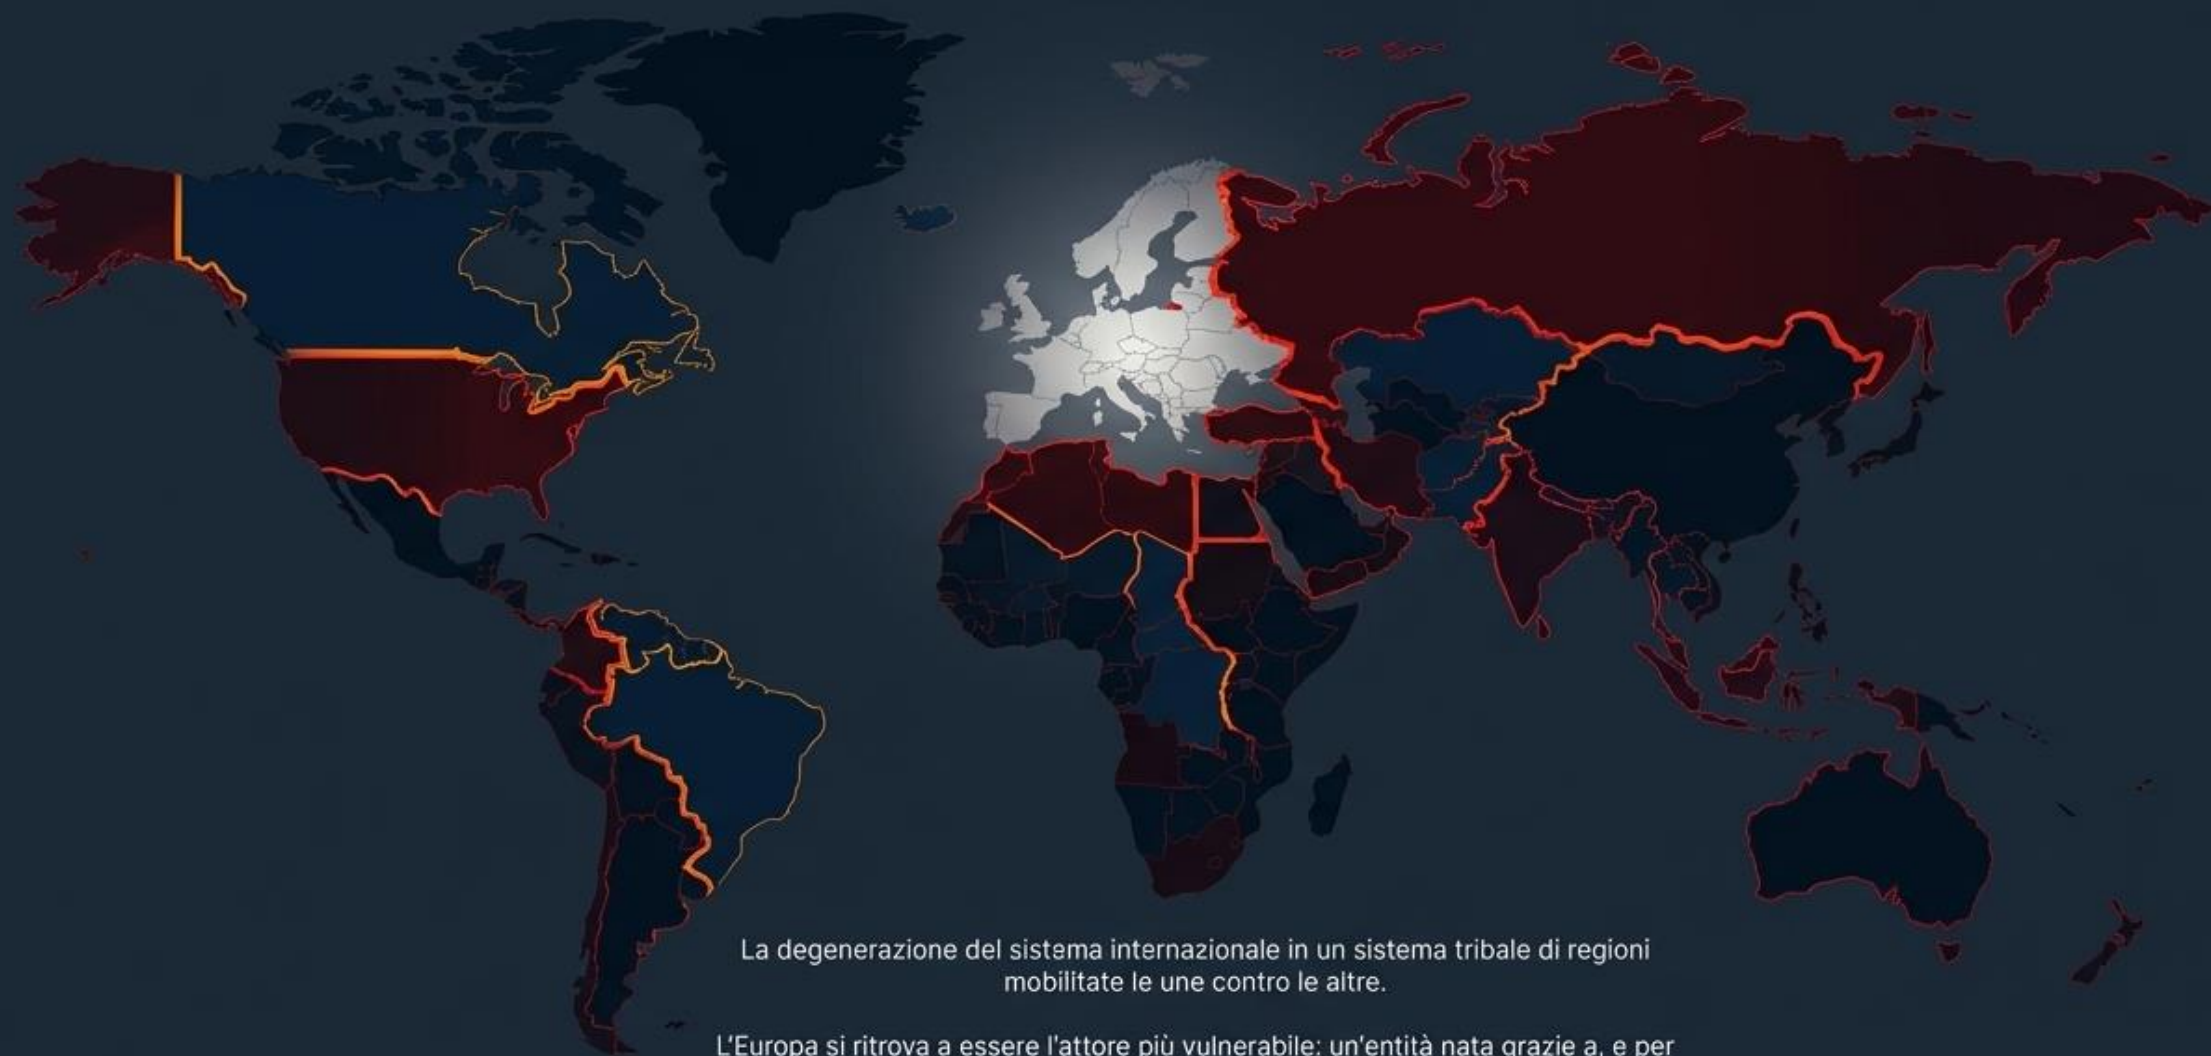 La degenerazione del sistema internazionale in un sistema tribale di regioni
mobilitate le une contro le altre.
L'Europa si ritrova a essere l'attore più vulnerabile: un'entità nata grazie a, e per